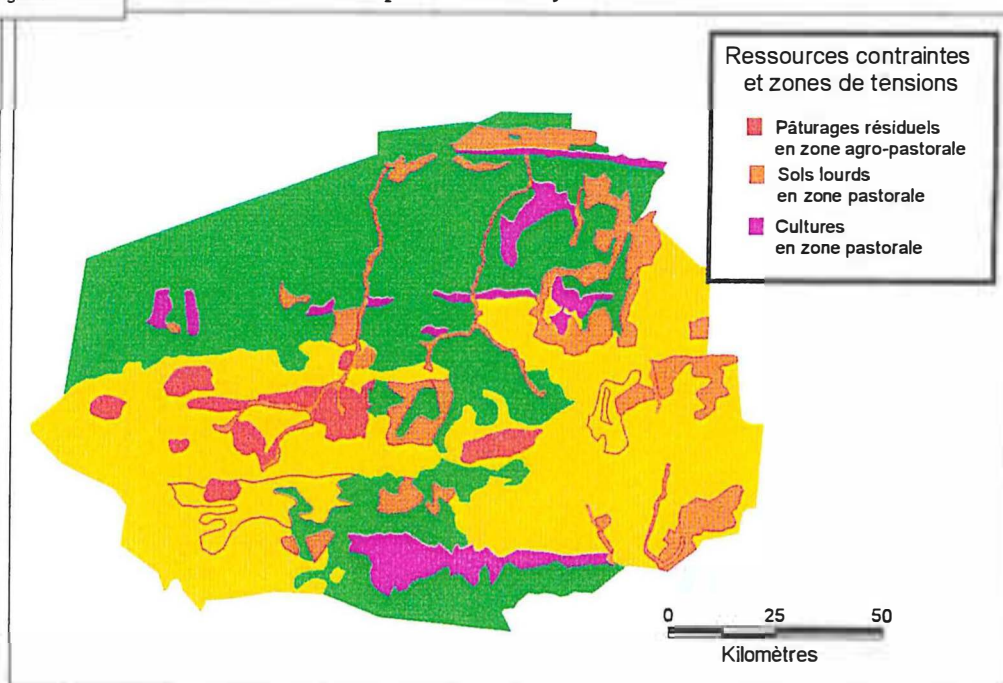 Ressources contraintes
et zones de tensions
Pâturages résiduels
en zone agro-pastorale
Sols lourds
en zone pastorale
Cultures
en zone pastorale
0 25 50
Kilomètres